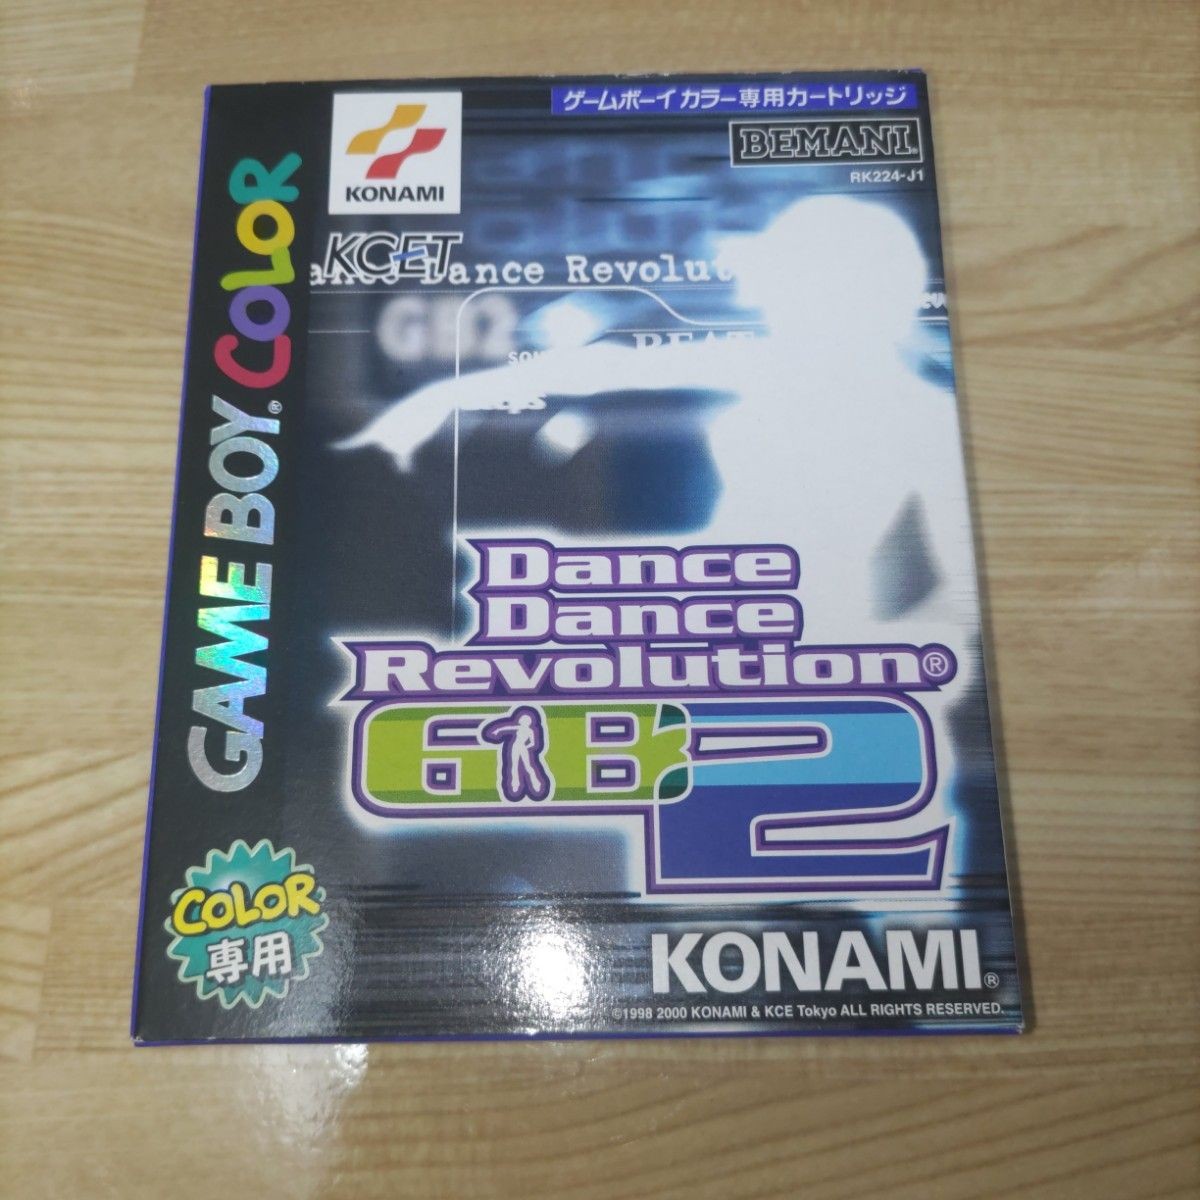 ゲームボーイ カラー専用カートリッジ
BEMANI®
RK224-J1
KONAMI
KCET
Dance Revolut
GB2
GAME BOY® COLOR
Dance
Dance
Revolution®
GB2
COLOR
専用
KONAMI®
©1998 2000 KONAMI & KCE Tokyo ALL RIGHTS RESERVED.